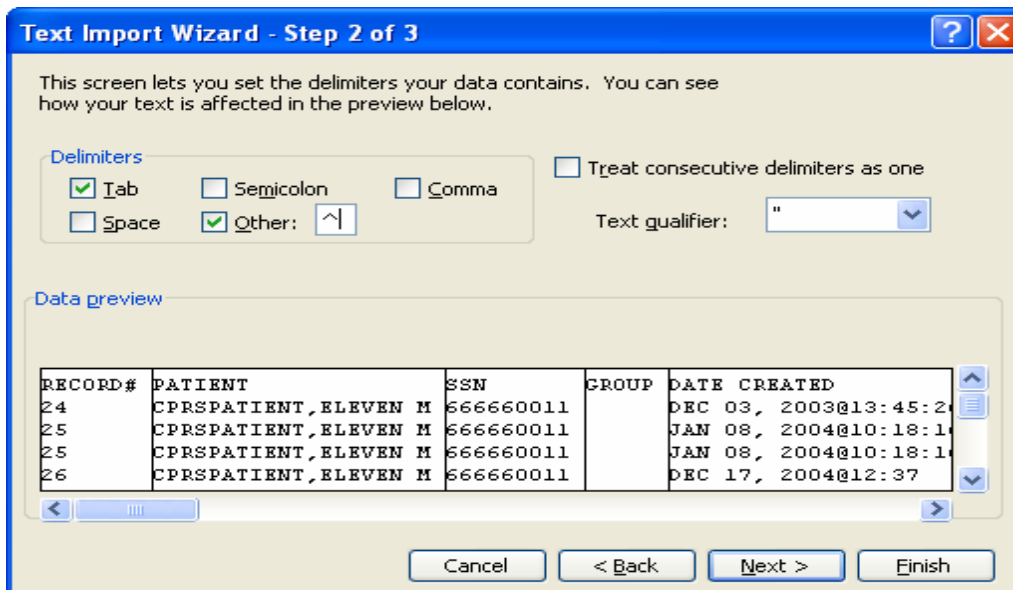 Text Import Wizard - Step 2 of 3
This screen lets you set the delimiters your data contains. You can see
how your text is affected in the preview below.
Delimiters
Tab Semicolon Comma
Space Other: ^
Treat consecutive delimiters as one
Text qualifier: "
Data preview
RECORD# PATIENT SSN GROUP DATE CREATED
24 CPRSPATIENT,ELEVEN M 666660011 DEC 03, 2003@13:45:2
25 CPRSPATIENT,ELEVEN M 666660011 JAN 08, 2004@10:18:1
25 CPRSPATIENT,ELEVEN M 666660011 JAN 08, 2004@10:18:1
26 CPRSPATIENT,ELEVEN M 666660011 DEC 17, 2004@12:37
Cancel < Back Next > Finish